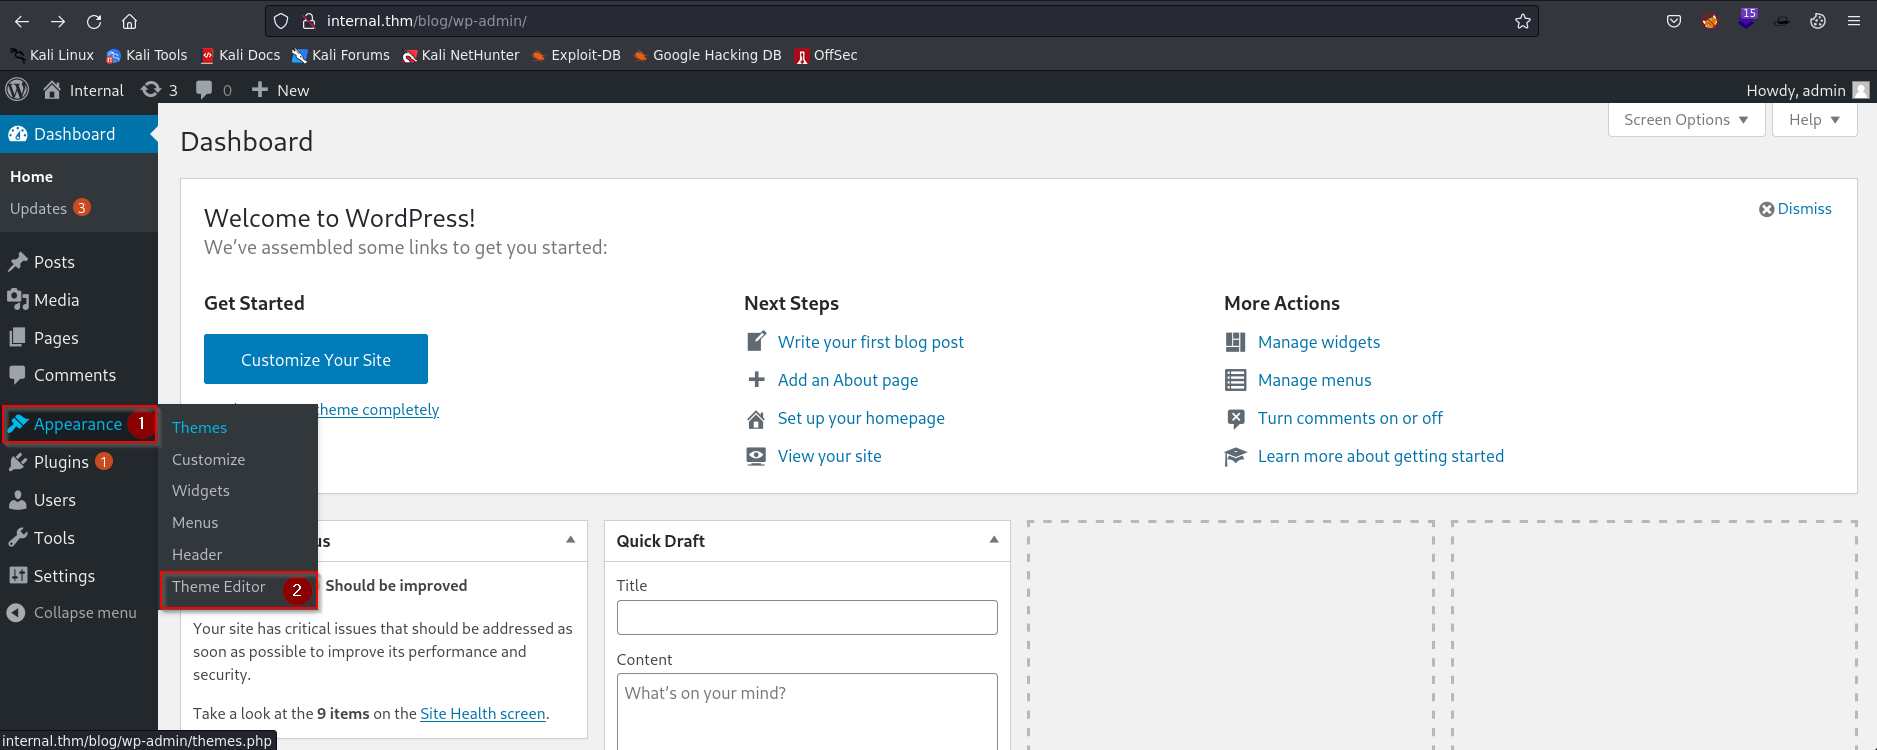 internal.thm/blog/wp-admin/
15
Kali Linux Kali Tools Kali Docs Kali Forums Kali NetHunter Exploit-DB Google Hacking DB OffSec
Internal 3 0 New Howdy, admin
Dashboard
Home
Updates 3
Posts
Media
Pages
Comments
Appearance 1
Plugins 1
Users
Tools
Settings
Collapse menu
Themes
Customize
Widgets
Menus
Header
Theme Editor 2
Screen Options Help
Dashboard
Welcome to WordPress!
We've assembled some links to get you started:
Dismiss
Get Started
Customize Your Site
theme completely
Next Steps
Write your first blog post
Add an About page
Set up your homepage
View your site
More Actions
Manage widgets
Manage menus
Turn comments on or off
Learn more about getting started
us
Should be improved
Your site has critical issues that should be addressed as
soon as possible to improve its performance and
security.
Take a look at the 9 items on the Site Health screen.
Quick Draft
Title
Content
What's on your mind?
internal.thm/blog/wp-admin/themes.php